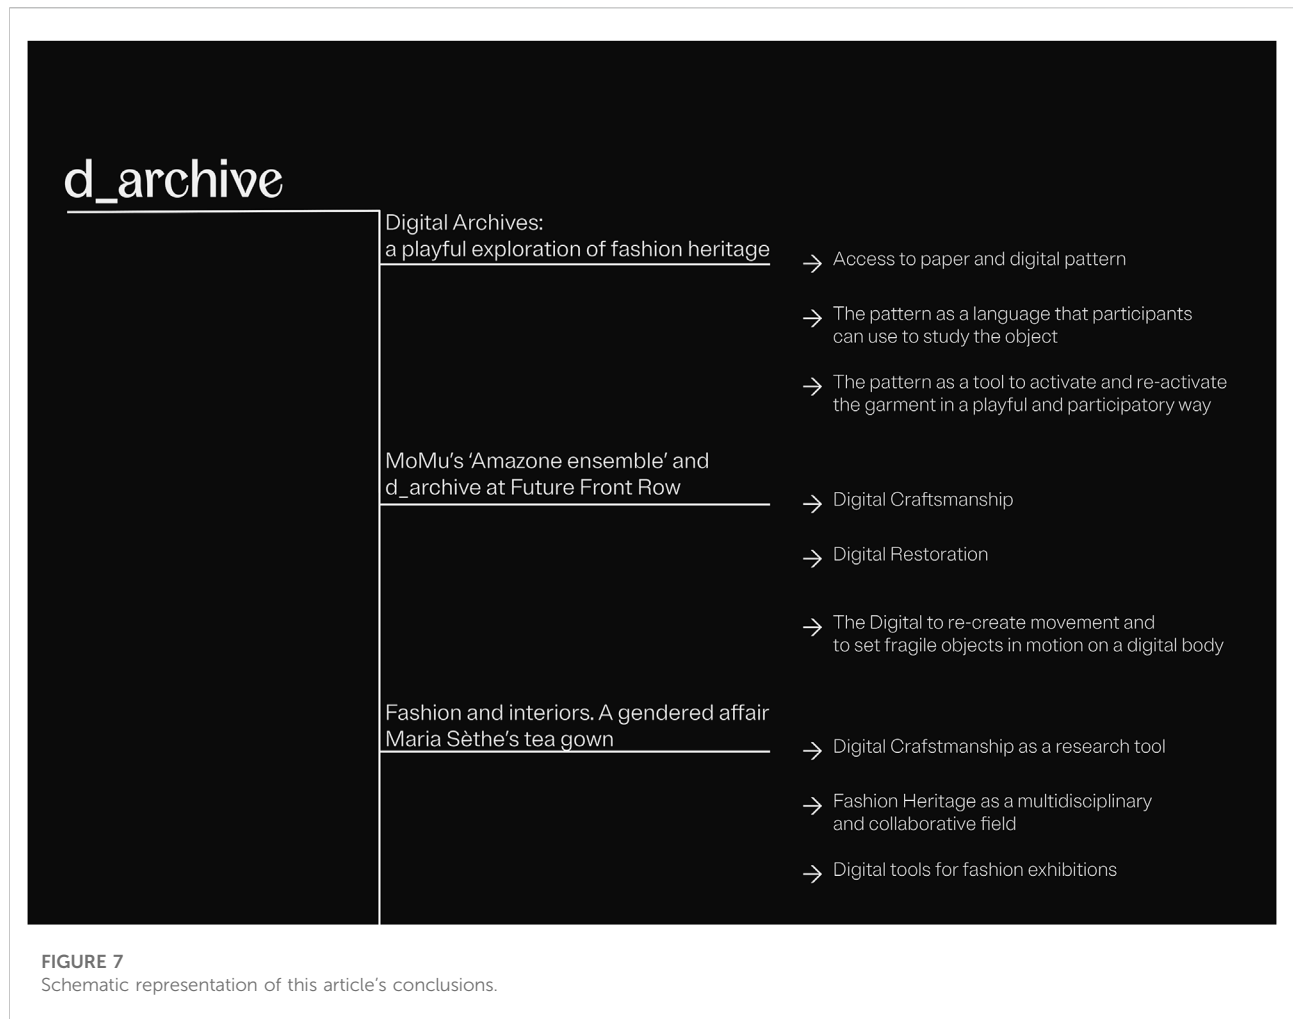 d_archive
Digital Archives:
a playful exploration of fashion heritage
Access to paper and digital pattern
The pattern as a language that participants
can use to study the object
The pattern as a tool to activate and re-activate
the garment in a playful and participatory way
MoMu's ‘Amazone ensemble’ and
d_archive at Future Front Row
Digital Craftsmanship
Digital Restoration
The Digital to re-create movement and
to set fragile objects in motion on a digital body
Fashion and interiors. A gendered affair
Maria Sèthe's tea gown
Digital Crafstmanship as a research tool
Fashion Heritage as a multidisciplinary
and collaborative field
Digital tools for fashion exhibitions
FIGURE 7
Schematic representation of this article's conclusions.